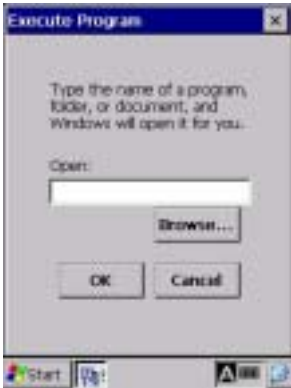 Execute Program
Type the name of a program,
folder, or document, and
Windows will open it for you.
Open:
Browse...
OK
Cancel
Start
A